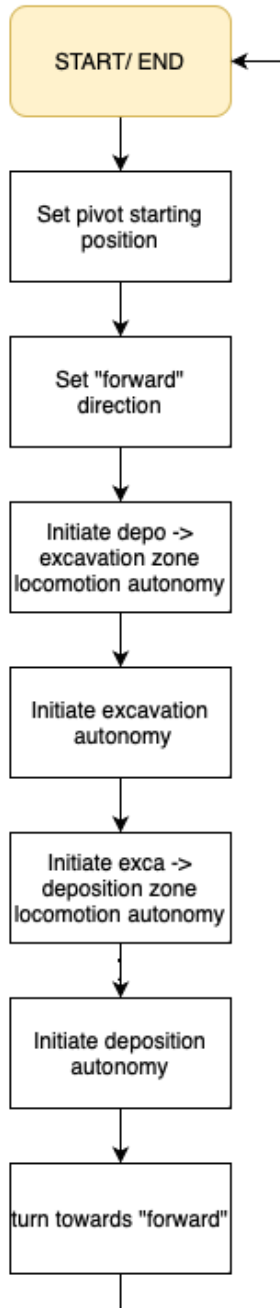 START/ END
Set pivot starting
position
Set "forward"
direction
Initiate depo ->
excavation zone
locomotion autonomy
Initiate excavation
autonomy
Initiate exca ->
deposition zone
locomotion autonomy
Initiate deposition
autonomy
turn towards "forward"